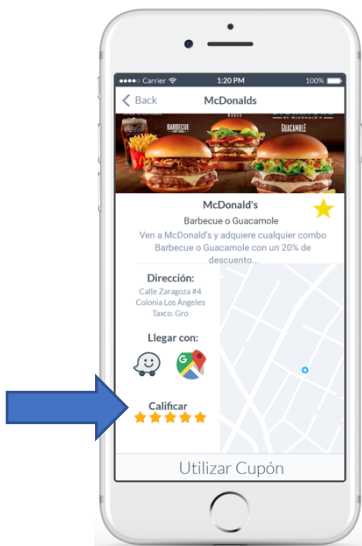 Carrier 1:20 PM 100%
Back McDonalds
BARBECUE
GUACAMOLE
McDonald's
Barbecue o Guacamole
Ven a McDonald's y adquiere cualquier combo
Barbecue o Guacamole con un 20% de
descuento...
Dirección:
Calle Zaragoza #4
Colonia Los Ángeles
Taxco. Gro
Llegar con:
G
Calificar
Utilizar Cupón